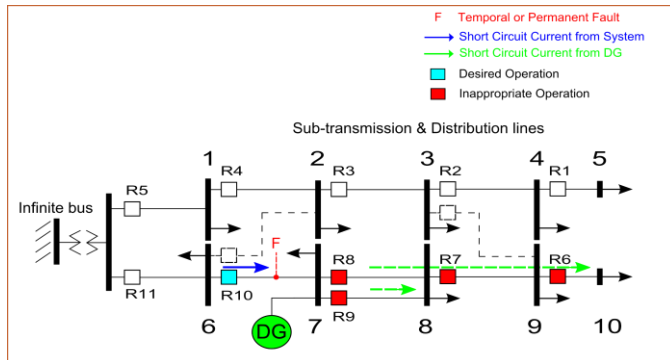 F Temporal or Permanent Fault
Short Circuit Current from System
Short Circuit Current from DG
Desired Operation
Inappropriate Operation
Sub-transmission & Distribution lines
1 2 3 4 5
R5 R4 R3 R2 R1
Infinite bus
F
R8 R7 R6
R11 R10 R9
6 7 8 9 10
DG